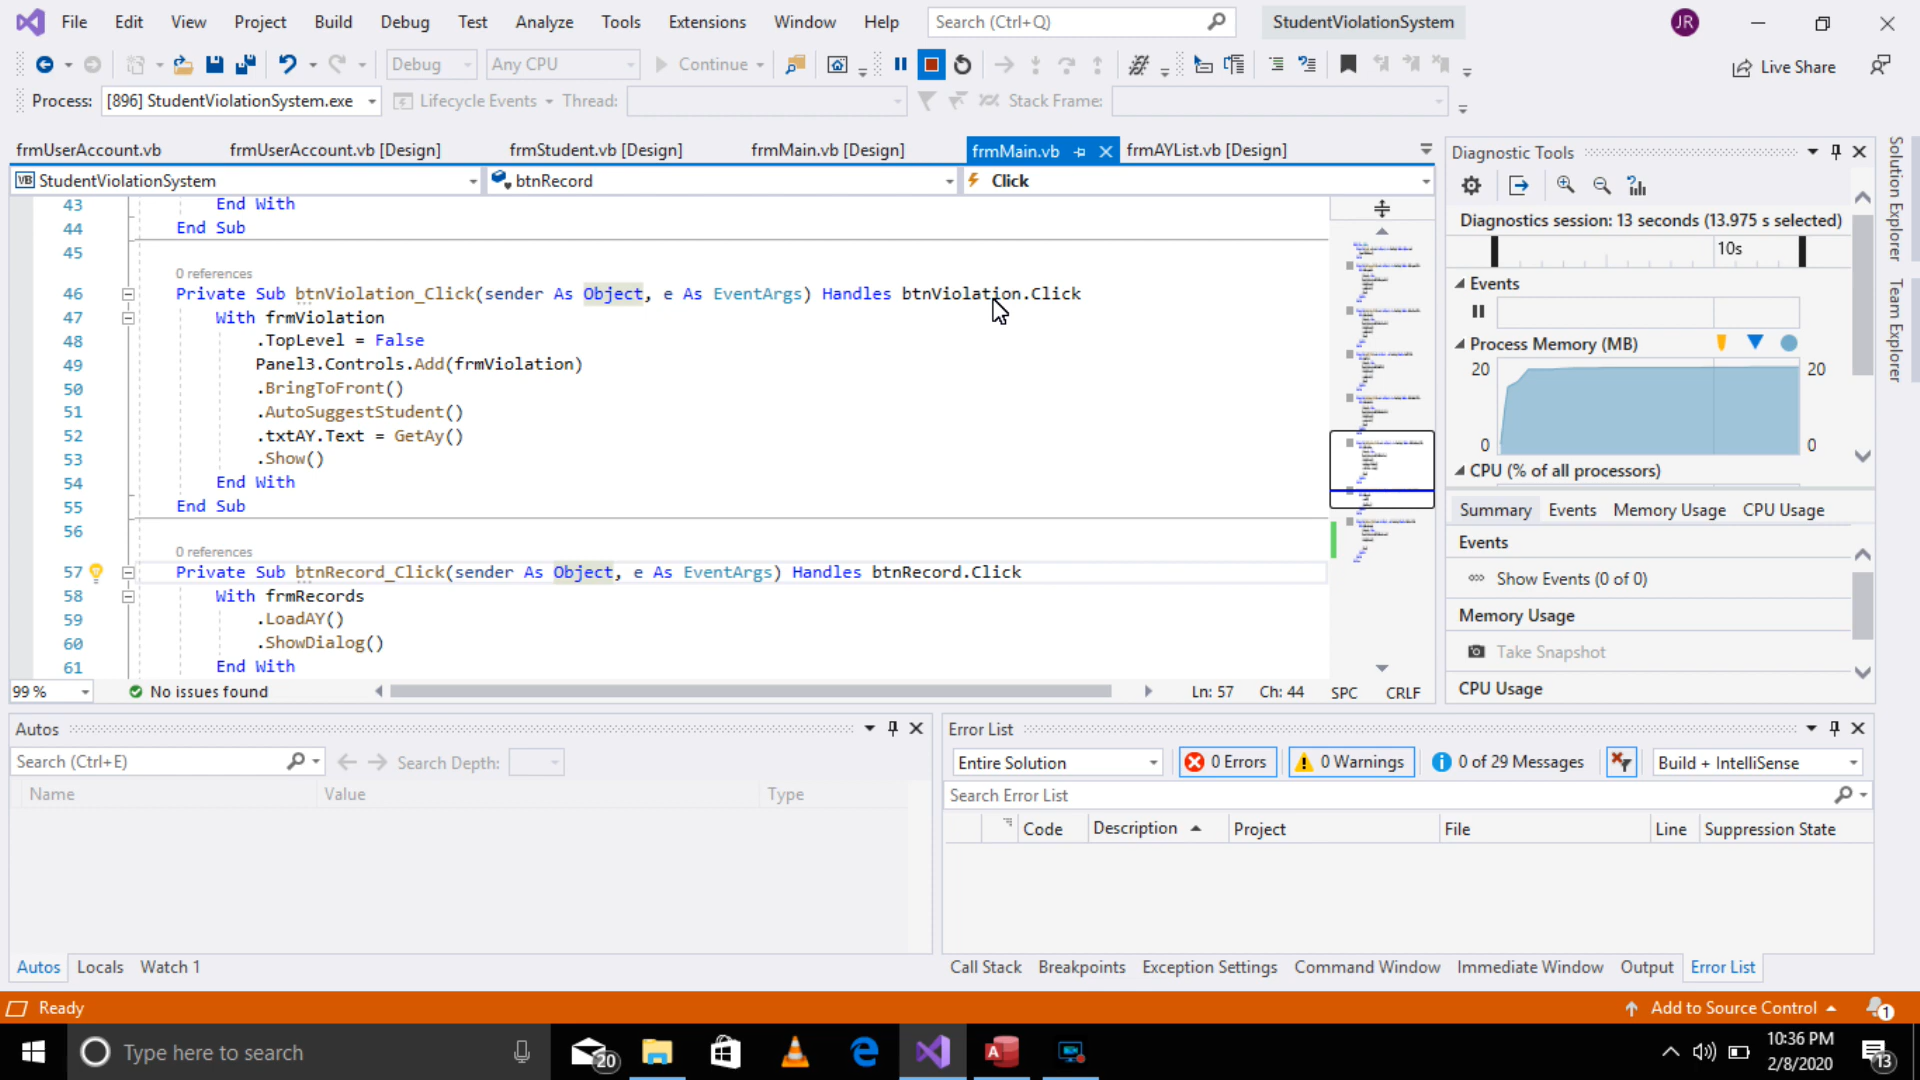 File Edit View Project Build Debug Test Analyze Tools Extensions Window Help Search (Ctrl+Q) StudentViolationSystem JR
Debug Any CPU Continue Live Share
Process: [896] StudentViolationSystem.exe Lifecycle Events Thread: Stack Frame:
frmUserAccount.vb frmUserAccount.vb [Design] frmStudent.vb [Design] frmMain.vb [Design] frmMain.vb frmAYList.vb [Design]
StudentViolationSystem btnRecord Click
43 End With
44 End Sub
45
0 references
46 Private Sub btnViolation_Click(sender As Object, e As EventArgs) Handles btnViolation.Click
47 With frmViolation
48 .TopLevel = False
49 Panel3.Controls.Add(frmViolation)
50 .BringToFront()
51 .AutoSuggestStudent()
52 .txtAY.Text = GetAy()
53 .Show()
54 End With
55 End Sub
56
0 references
57 Private Sub btnRecord_Click(sender As Object, e As EventArgs) Handles btnRecord.Click
58 With frmRecords
59 .LoadAY()
60 .ShowDialog()
61 End With
99 % No issues found Ln: 57 Ch: 44 SPC CRLF
Diagnostic Tools
Diagnostics session: 13 seconds (13.975 s selected)
10s
Events
Process Memory (MB)
20 20
0 0
CPU (% of all processors)
Summary Events Memory Usage CPU Usage
Events
Show Events (0 of 0)
Memory Usage
Take Snapshot
CPU Usage
Solution Explorer
Team Explorer
Autos
Search (Ctrl+E) Search Depth:
Name Value Type
Autos Locals Watch 1
Error List
Entire Solution 0 Errors 0 Warnings 0 of 29 Messages Build + IntelliSense
Search Error List
Code Description Project File Line Suppression State
Call Stack Breakpoints Exception Settings Command Window Immediate Window Output Error List
Ready Add to Source Control 1
Type here to search 20 10:36 PM
2/8/2020 13